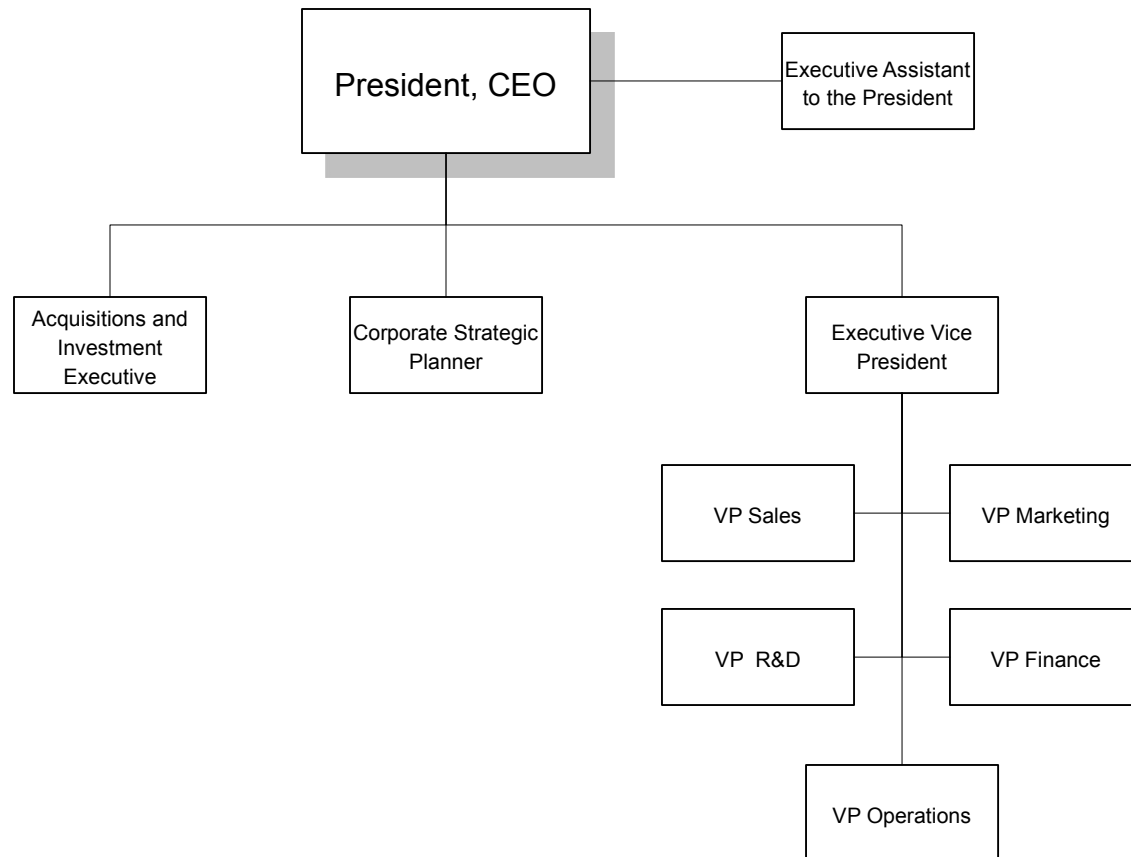 President, CEO
Executive Assistant
to the President
Acquisitions and
Investment
Executive
Corporate Strategic
Planner
Executive Vice
President
VP Sales
VP Marketing
VP  R&D
VP Finance
VP Operations